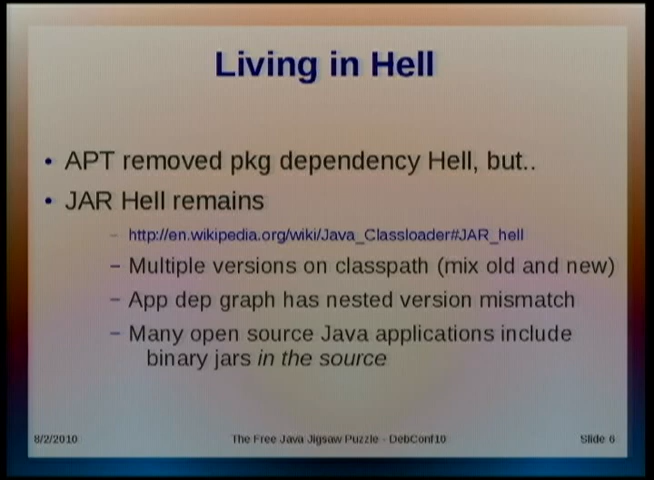 Living in Hell
• APT removed pkg dependency Hell, but..
• JAR Hell remains
– http://en.wikipedia.org/wiki/Java_Classloader#JAR_hell
– Multiple versions on classpath (mix old and new)
– App dep graph has nested version mismatch
– Many open source Java applications include
binary jars in the source
8/2/2010 The Free Java Jigsaw Puzzle - DebConf10 Slide 6